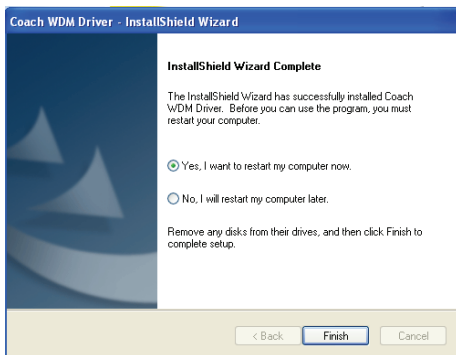 Coach WDM Driver - InstallShield Wizard
InstallShield Wizard Complete
The InstallShield Wizard has successfully installed Coach
WDM Driver. Before you can use the program, you must
restart your computer.
Yes, I want to restart my computer now.
No, I will restart my computer later.
Remove any disks from their drives, and then click Finish to
complete setup.
< Back
Finish
Cancel